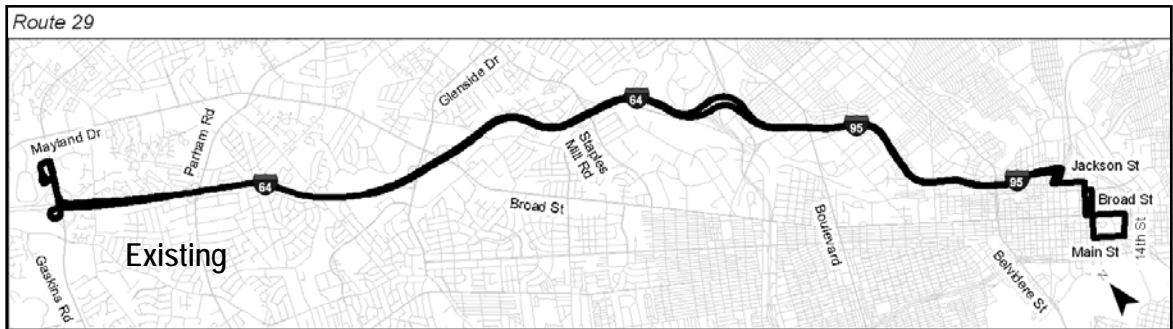 Route 29
Mayland Dr
Parham Rd
Glenside Dr
64
Staples
Mill Rd
64
95
95
Jackson St
Broad St
Broad St
14th St
Main St
Boulevard
Belvidere St
Gaskins Rd
Existing
N